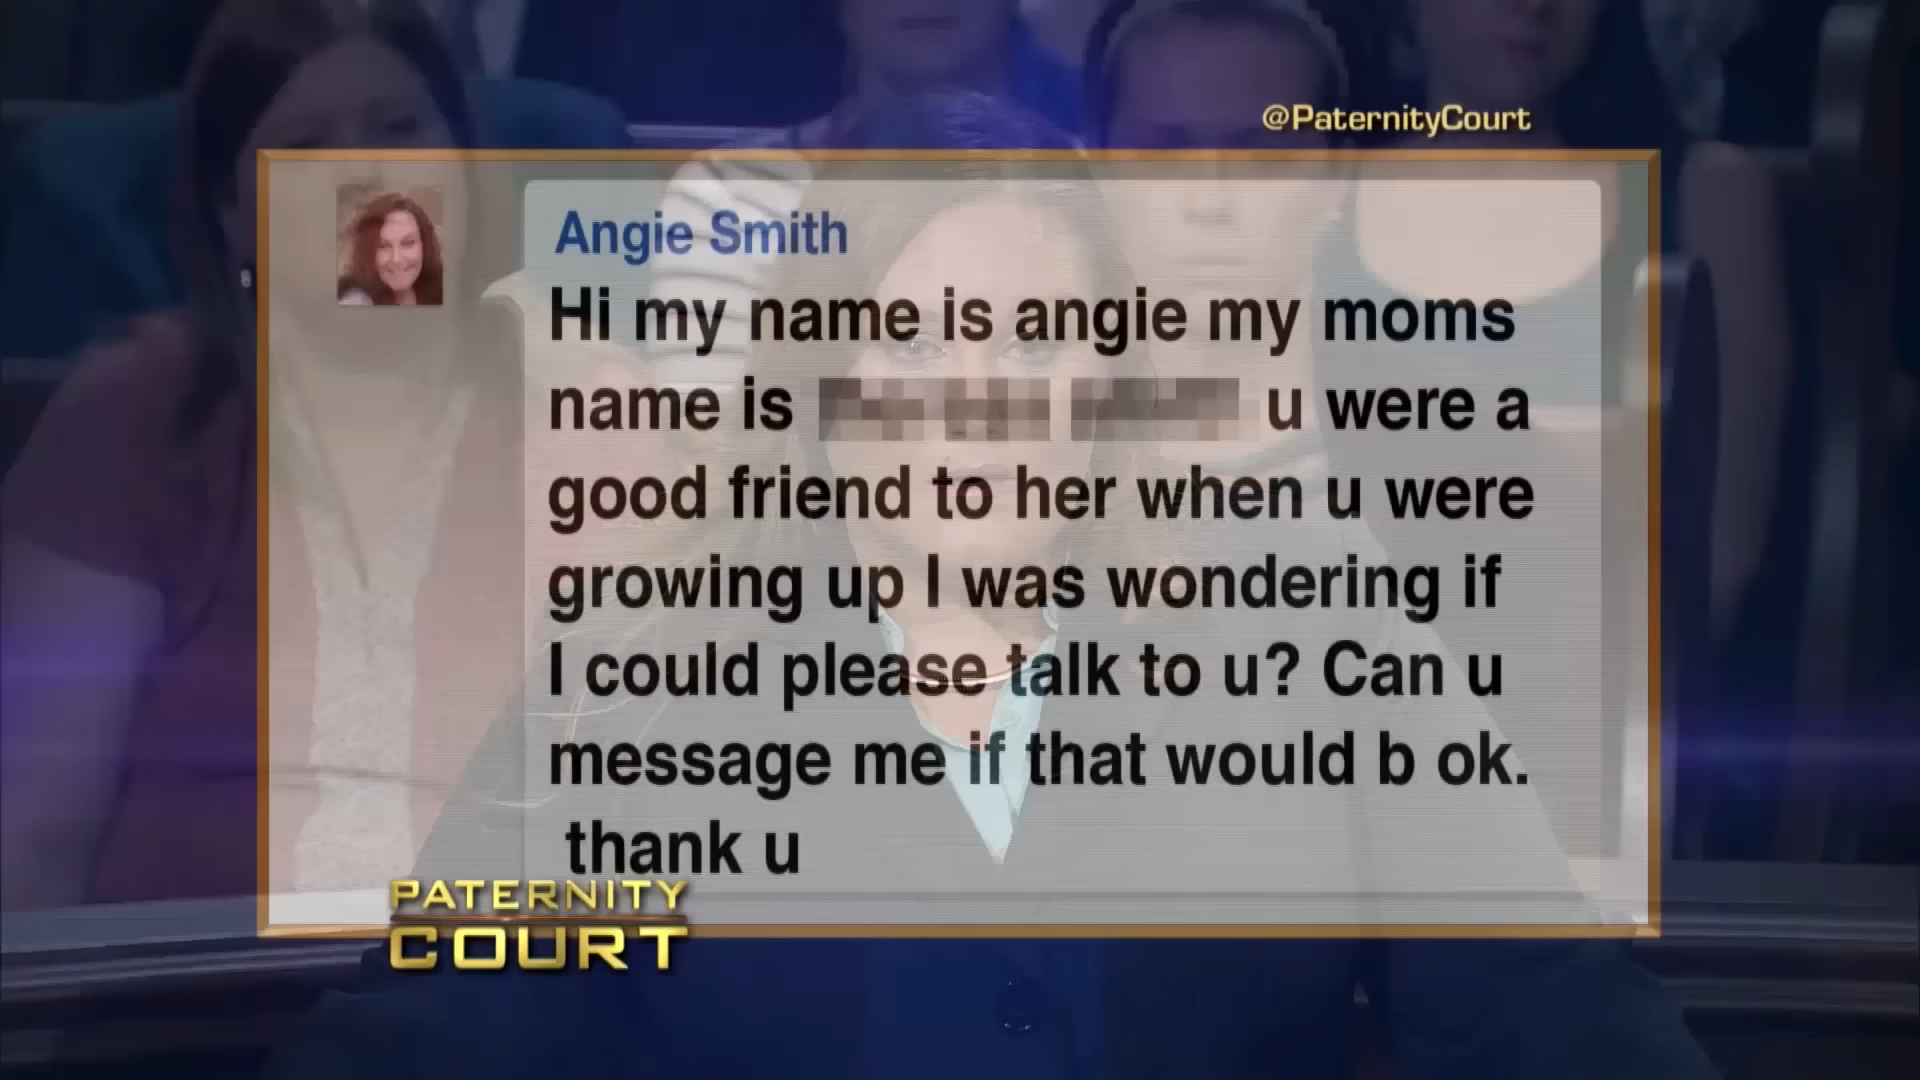 @PaternityCourt
Angie Smith
Hi my name is angie my moms
name is u were a
good friend to her when u were
growing up I was wondering if
I could please talk to u? Can u
message me if that would b ok.
thank u
PATERNITY
COURT